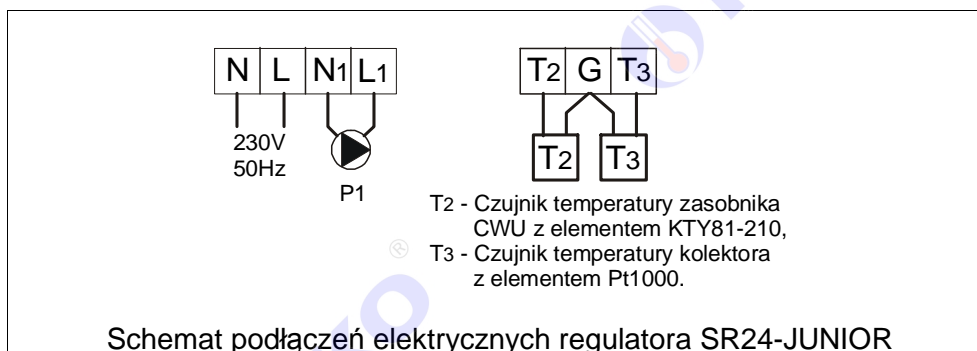 N L N1 L1
T2 G T3
230V
50Hz
P1
T2 T3
T2 - Czujnik temperatury zasobnika
CWU z elementem KTY81-210,
T3 - Czujnik temperatury kolektora
z elementem Pt1000.
®
Schemat podłączeń elektrycznych regulatora SR24-JUNIOR